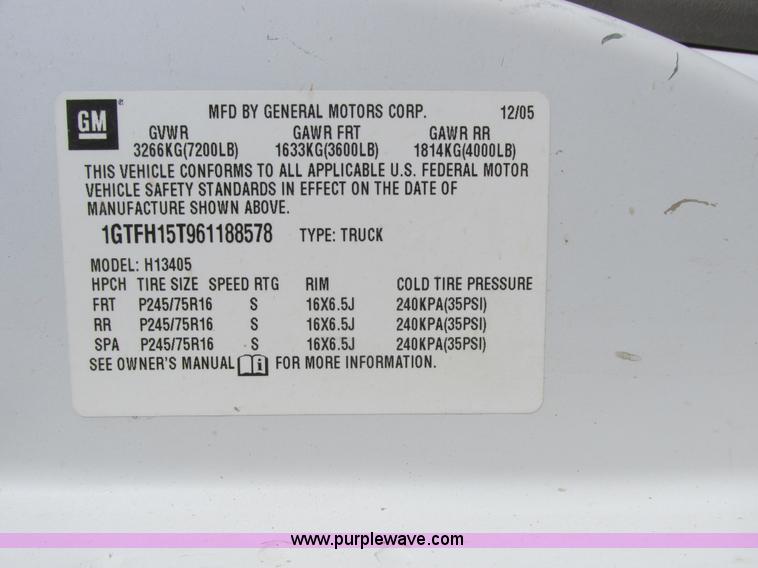 GM ® MFD BY GENERAL MOTORS CORP. 12/05
GVWR GAWR FRT GAWR RR
3266KG(7200LB) 1633KG(3600LB) 1814KG(4000LB)
THIS VEHICLE CONFORMS TO ALL APPLICABLE U.S. FEDERAL MOTOR
VEHICLE SAFETY STANDARDS IN EFFECT ON THE DATE OF
MANUFACTURE SHOWN ABOVE.
1GTFH15T961188578 TYPE: TRUCK
MODEL: H13405
HPCH TIRE SIZE SPEED RTG RIM COLD TIRE PRESSURE
FRT P245/75R16 S 16X6.5J 240KPA(35PSI)
RR P245/75R16 S 16X6.5J 240KPA(35PSI)
SPA P245/75R16 S 16X6.5J 240KPA(35PSI)
SEE OWNER'S MANUAL i FOR MORE INFORMATION.
www.purplewave.com